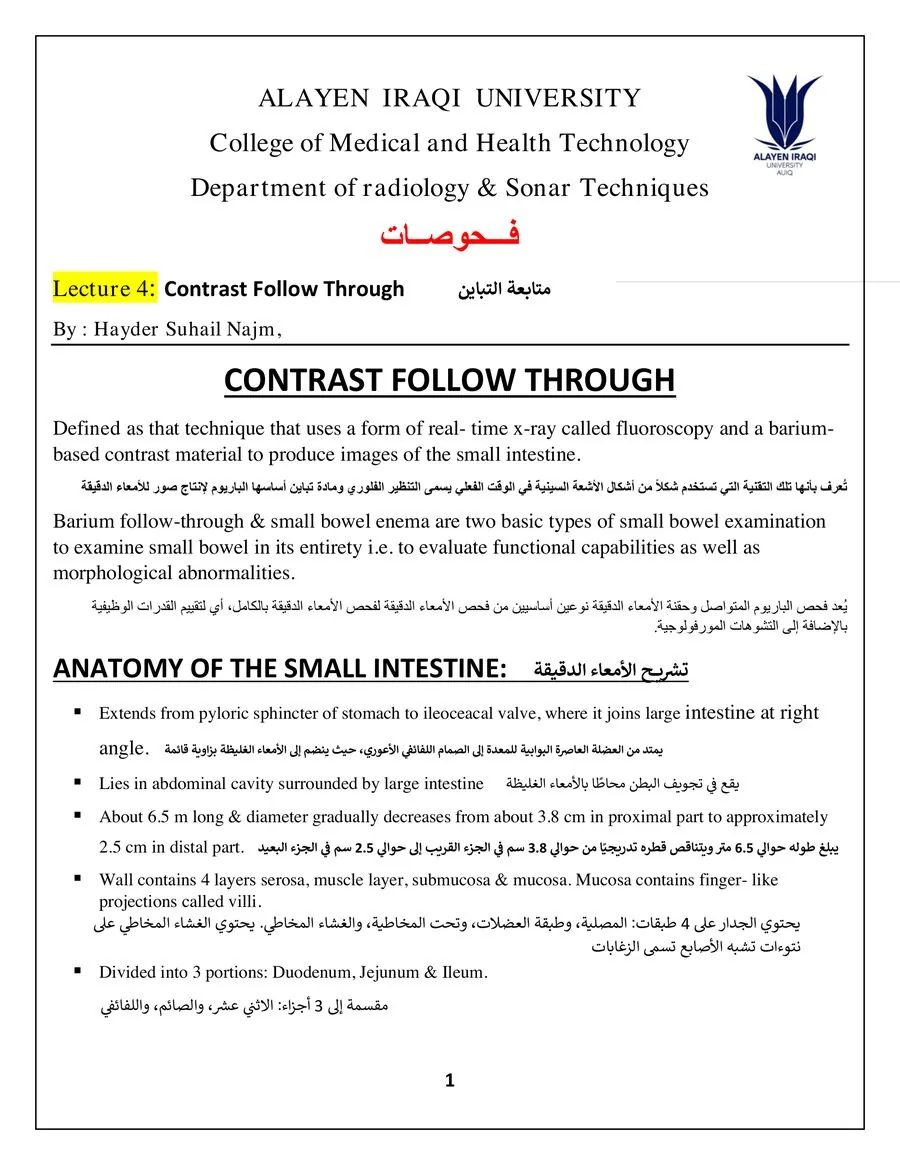 ALAYEN IRAQI UNIVERSITY
College of Medical and Health Technology
Department of radiology & Sonar Techniques
ALAYEN IRAQI
UNIVERSITY
AUIQ
فـــحوصــات
Lecture 4: Contrast Follow Through متابعة التباين
By : Hayder Suhail Najm,
CONTRAST FOLLOW THROUGH
Defined as that technique that uses a form of real- time x-ray called fluoroscopy and a barium-
based contrast material to produce images of the small intestine.
تُعرف بأنها تلك التقنية التي تستخدم شكلاً من أشكال الأشعة السينية في الوقت الفعلي يسمى التنظير الفلوري ومادة تباين أساسها الباريوم لإنتاج صور للأمعاء الدقيقة
Barium follow-through & small bowel enema are two basic types of small bowel examination
to examine small bowel in its entirety i.e. to evaluate functional capabilities as well as
morphological abnormalities.
يُعد فحص الباريوم المتواصل وحقنة الأمعاء الدقيقة نوعين أساسيين من فحص الأمعاء الدقيقة لفحص الأمعاء الدقيقة بالكامل، أي لتقييم القدرات الوظيفية
بالإضافة إلى التشوهات المورفولوجية.
ANATOMY OF THE SMALL INTESTINE: تشريح الأمعاء الدقيقة
▪ Extends from pyloric sphincter of stomach to ileoceacal valve, where it joins large intestine at right
angle. يمتد من العضلة العاصرة البوابية للمعدة إلى الصمام اللفائفي الأعوري، حيث ينضم إلى الأمعاء الغليظة بزاوية قائمة
▪ Lies in abdominal cavity surrounded by large intestine يقع في تجويف البطن محاطًا بالأمعاء الغليظة
▪ About 6.5 m long & diameter gradually decreases from about 3.8 cm in proximal part to approximately
2.5 cm in distal part. يبلغ طوله حوالي 6.5 متر ويتناقص قطره تدريجيًا من حوالي 3.8 سم في الجزء القريب إلى حوالي 2.5 سم في الجزء البعيد
▪ Wall contains 4 layers serosa, muscle layer, submucosa & mucosa. Mucosa contains finger- like
projections called villi.
يحتوي الجدار على 4 طبقات: المصلية، وطبقة العضلات، وتحت المخاطية، والغشاء المخاطي. يحتوي الغشاء المخاطي على
نتوءات تشبه الأصابع تسمى الزغابات
▪ Divided into 3 portions: Duodenum, Jejunum & Ileum.
مقسمة إلى 3 أجزاء: الاثني عشر، والصائم، واللفائفي
1